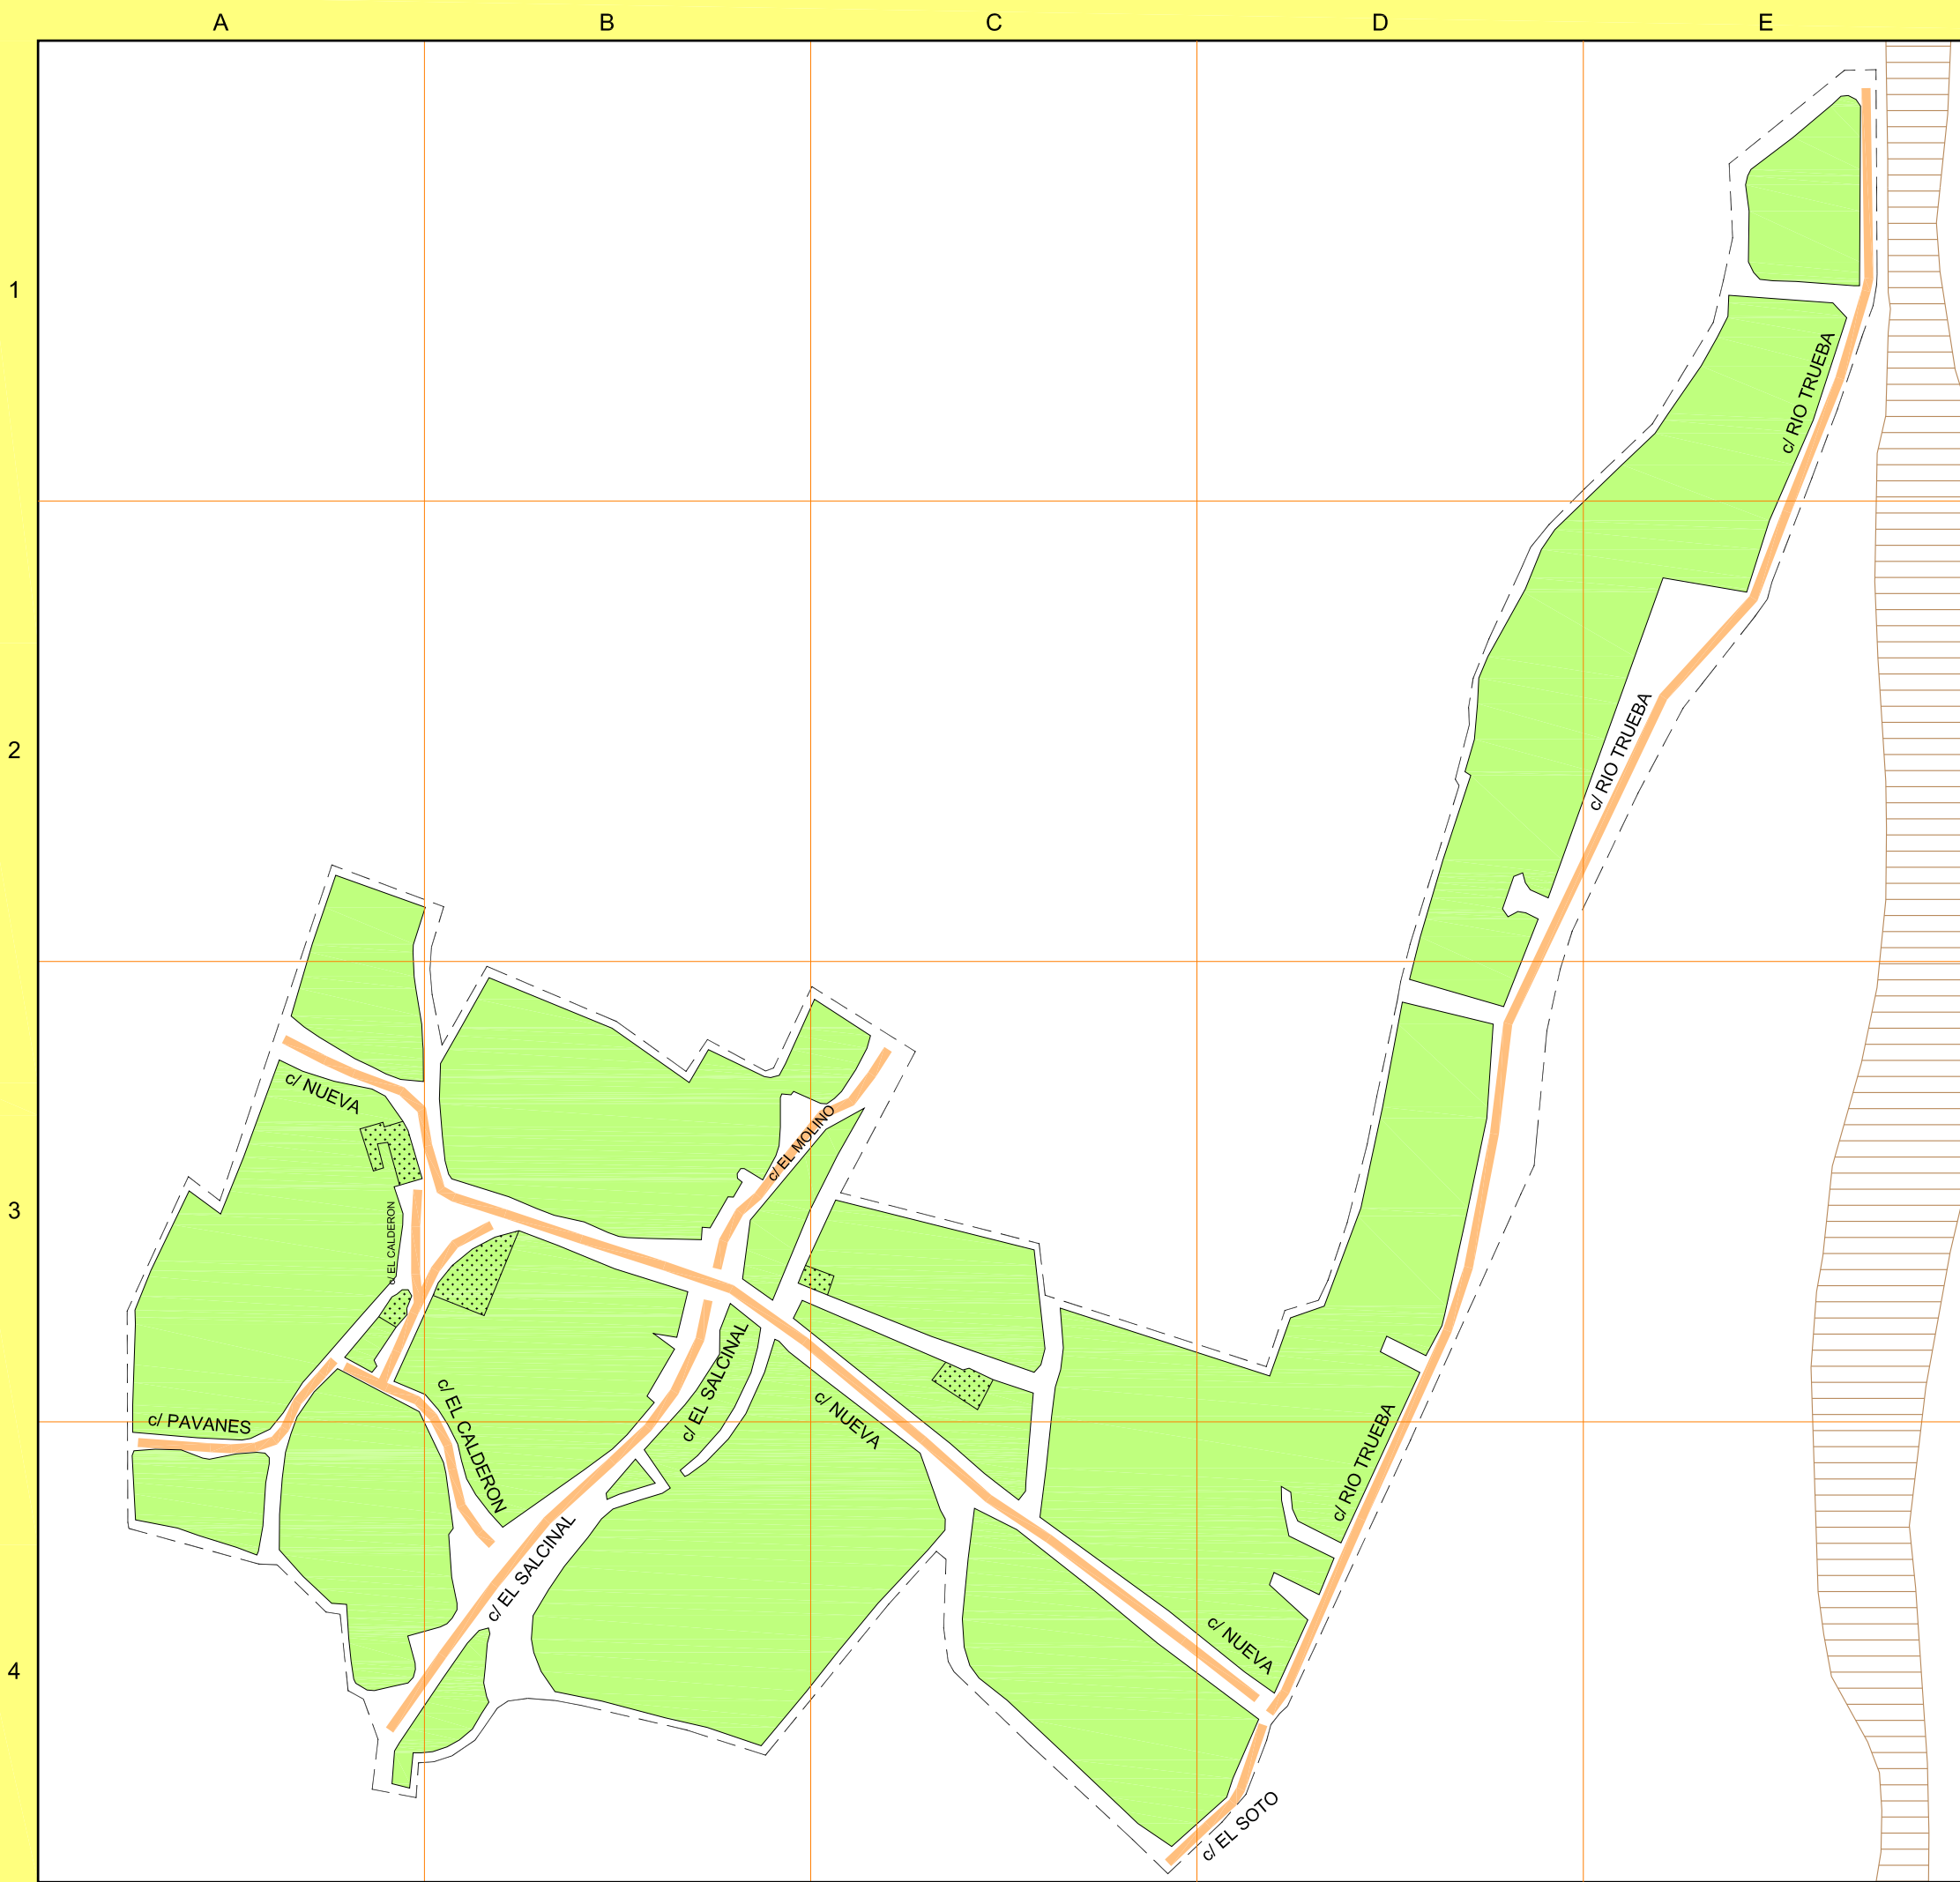 A B C D E
1
c/ RIO TRUEBA
2
c/ RIO TRUEBA
c/ NUEVA
c/ EL MOLINO
3
c/ EL CALDERON
c/ EL SALCINAL
c/ PAVANES
c/ EL CALDERON
c/ NUEVA
c/ RIO TRUEBA
c/ EL SALCINAL
c/ NUEVA
4
c/ EL SOTO